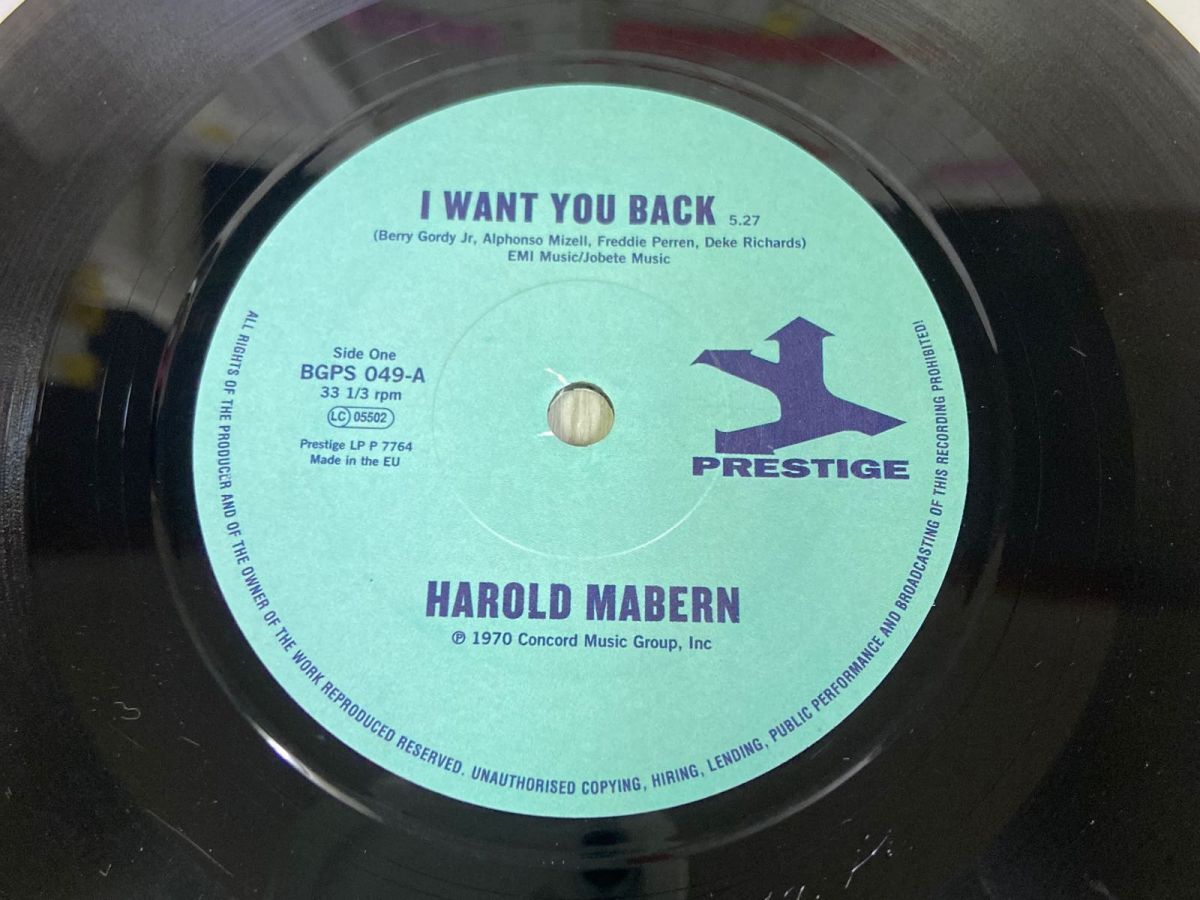 I WANT YOU BACK 5.27
(Berry Gordy Jr, Alphonso Mizell, Freddie Perren, Deke Richards)
EMI Music/Jobete Music
Side One
BGPS 049-A
33 1/3 rpm
LC 05502
Prestige LP P 7764
Made in the EU
PRESTIGE
HAROLD MABERN
℗ 1970 Concord Music Group, Inc
ALL RIGHTS OF THE PRODUCER AND OF THE OWNER OF THE WORK REPRODUCED RESERVED. UNAUTHORISED COPYING, HIRING, LENDING, PUBLIC PERFORMANCE AND BROADCASTING OF THIS RECORDING PROHIBITED!